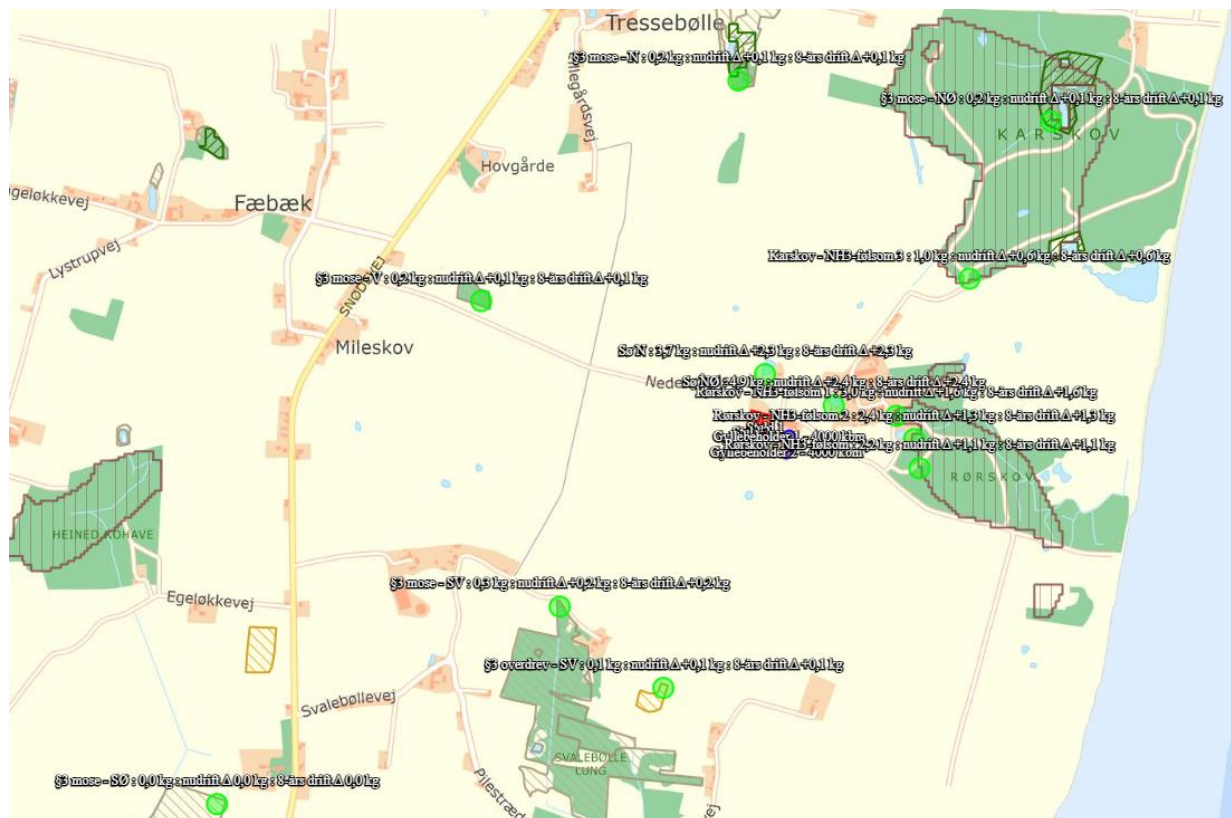 Tressebølle
§3 mose - N : 0,2 kg : nudrift Δ+0,1 kg : 8-års drift Δ+0,1 kg
llegårdsvej
§3 mose - NØ : 0,2 kg : nudrift Δ+0,1 kg : 8-års drift Δ+0,1 kg
KARSKOV
Hovgårde
geløkkevej
Fæbæk
Lystrupvej
SNØDEVEJ
§3 mose - V : 0,2 kg : nudrift Δ+0,1 kg : 8-års drift Δ+0,1 kg
Karskov - NH3-følsom 3 : 1,0 kg : nudrift Δ+0,6 kg : 8-års drift Δ+0,6 kg
Mileskov
Sø N : 3,7 kg : nudrift Δ+2,3 kg : 8-års drift Δ+2,3 kg
Sø NØ : 4,9 kg : nudrift Δ+2,4 kg : 8-års drift Δ+2,4 kg
Rørskov - NH3-følsom 1 : 3,0 kg : nudrift Δ+1,6 kg : 8-års drift Δ+1,6 kg
Rørskov - NH3-følsom 2 : 2,4 kg : nudrift Δ+1,3 kg : 8-års drift Δ+1,3 kg
Gyllebeholder 1 - 4000 kbm
Rørskov - NH3-følsom : 2,2 kg : nudrift Δ+1,1 kg : 8-års drift Δ+1,1 kg
Gyllebeholder 2 - 4000 kbm
RØRSKOV
HEINED KOHAVE
§3 mose - SV : 0,3 kg : nudrift Δ+0,2 kg : 8-års drift Δ+0,2 kg
Egeløkkevej
§3 overdrev - SV : 0,1 kg : nudrift Δ+0,1 kg : 8-års drift Δ+0,1 kg
Svalebøllevej
SVALEBØLLE
LUNG
§3 mose - SØ : 0,0 kg : nudrift Δ 0,0 kg : 8-års drift Δ 0,0 kg
Pilestræd
vej